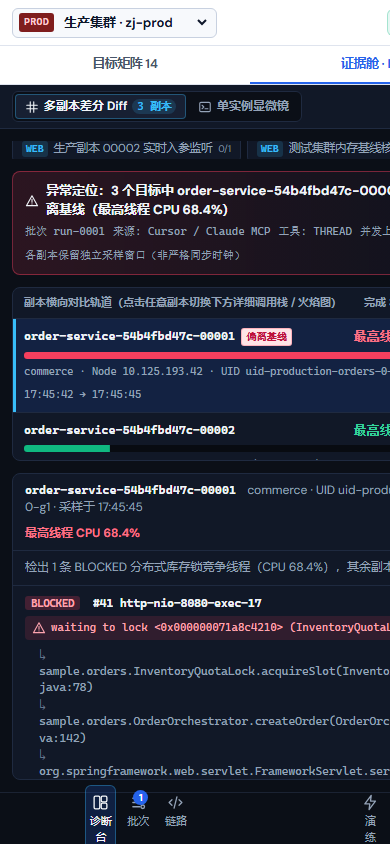 PROD 生产集群 · zj-prod
目标矩阵 14
证据舱 ·
多副本差分 Diff 3 副本
单实例显微镜
WEB 生产副本 00002 实时入参监听 0/1
WEB 测试集群内存基线核
异常定位：3 个目标中 order-service-54b4fbd47c-000
离基线（最高线程 CPU 68.4%）
批次 run-0001 来源: Cursor / Claude MCP 工具: THREAD 并发上
各副本保留独立采样窗口（非严格同步时钟）
副本横向对比轨道（点击任意副本切换下方详细调用栈 / 火焰图）
完成
order-service-54b4fbd47c-00001 偏离基线
最高线
commerce · Node 10.125.193.42 · UID uid-production-orders-0-
17:45:42 → 17:45:45
order-service-54b4fbd47c-00002
最高线
order-service-54b4fbd47c-00001 commerce · UID uid-produ
0-g1 · 采样于 17:45:45
最高线程 CPU 68.4%
检出 1 条 BLOCKED 分布式库存锁竞争线程（CPU 68.4%），其余副本
BLOCKED #41 http-nio-8080-exec-17
waiting to lock <0x000000071a8c4210> (InventoryQuotaL
↳
sample.orders.InventoryQuotaLock.acquireSlot(Invento
java:78)
↳
sample.orders.OrderOrchestrator.createOrder(OrderOrc
va:142)
↳
org.springframework.web.servlet.FrameworkServlet.ser
1
诊断
台
批次
链路
演
练